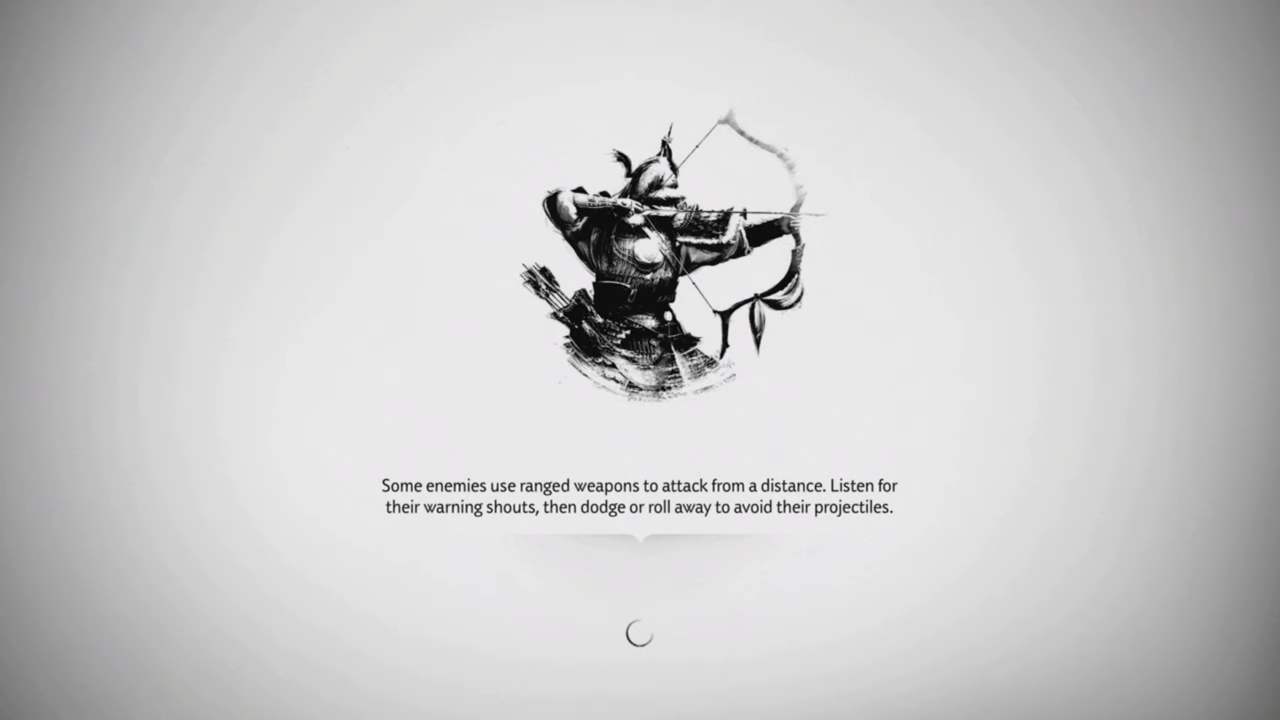 Some enemies use ranged weapons to attack from a distance. Listen for
their warning shouts, then dodge or roll away to avoid their projectiles.